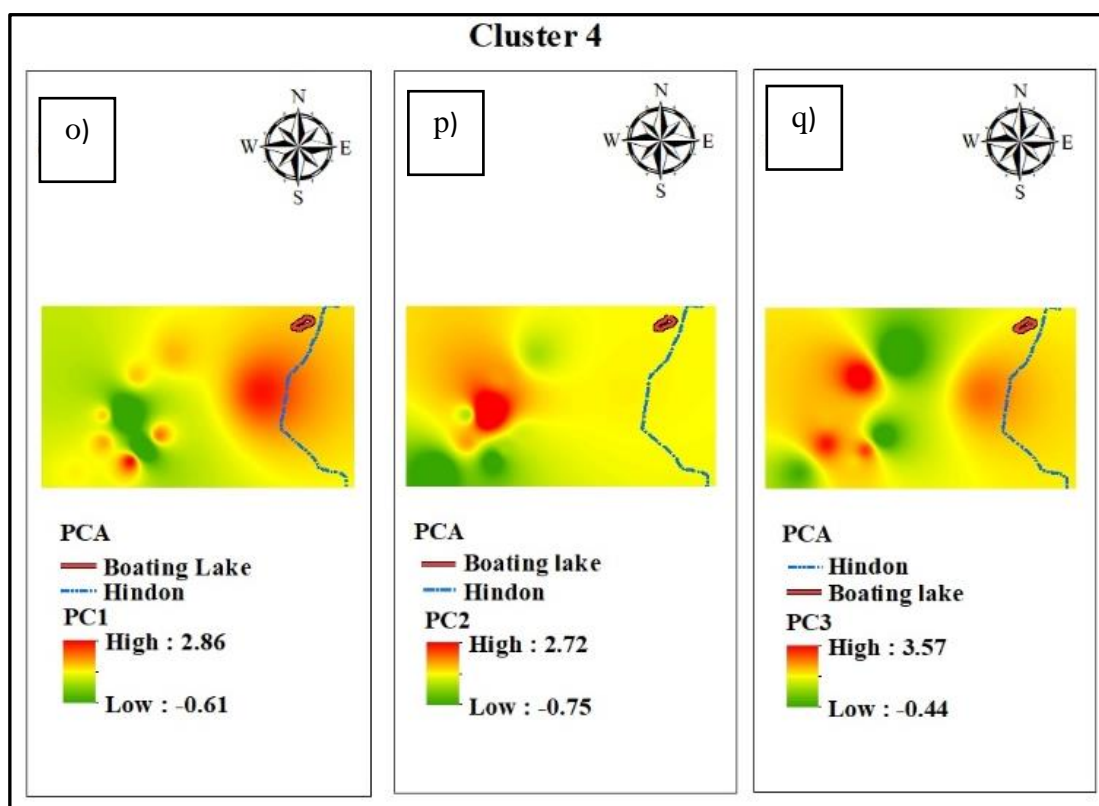 Cluster 4
o)
N
W E
S
PCA
Boating Lake
Hindon
PC1
High : 2.86
Low : -0.61
p)
N
W E
S
PCA
Boating lake
Hindon
PC2
High : 2.72
Low : -0.75
q)
N
W E
S
PCA
Hindon
Boating lake
PC3
High : 3.57
Low : -0.44